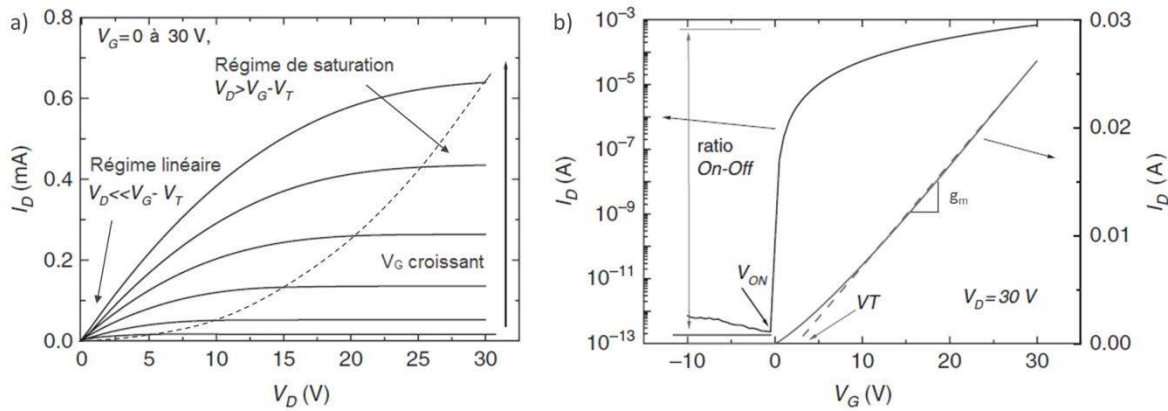 a)
V_G=0 à 30 V,
Régime de saturation
V_D>V_G-V_T
Régime linéaire
V_D<<V_G- V_T
V_G croissant
0.8
0.6
0.4
0.2
0.0
I_D (mA)
0 5 10 15 20 25 30
V_D (V)
b)
10⁻³
10⁻⁵
10⁻⁷
10⁻⁹
10⁻¹¹
10⁻¹³
I_D (A)
ratio
On-Off
g_m
V_ON
VT
V_D=30 V
0.03
0.02
0.01
0.00
I_D (A)
−10 0 10 20 30
V_G (V)